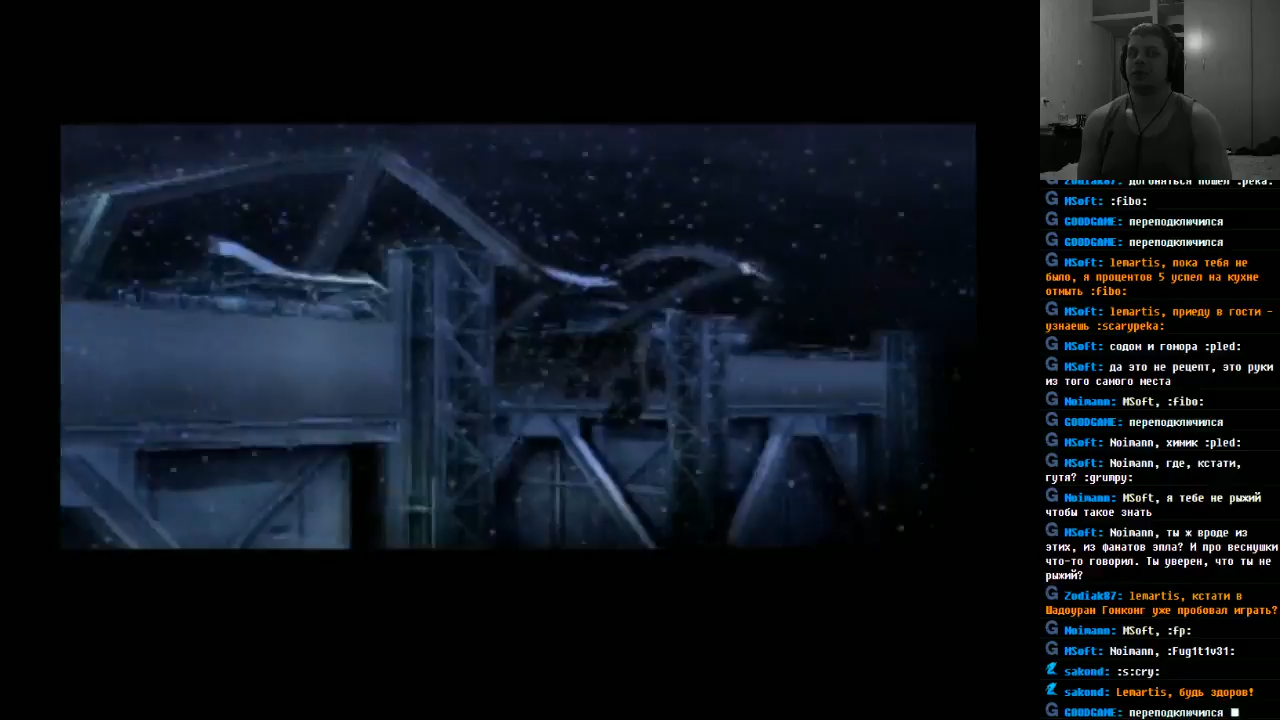 Zodiak87: догоняться пошел :река:
MSoft: :fibo:
GOODGAME: переподключился
GOODGAME: переподключился
MSoft: lemartis, пока тебя не
было, я процентов 5 успел на кухне
отмыть :fibo:
MSoft: lemartis, приеду в гости -
узнаешь :scarypeka:
MSoft: содом и гомора :pled:
MSoft: да это не рецепт, это руки
из того самого места
Noimann: MSoft, :fibo:
GOODGAME: переподключился
MSoft: Noimann, химик :pled:
MSoft: Noimann, где, кстати,
гутя? :grumpy:
Noimann: MSoft, я тебе не рыжий
чтобы такое знать
MSoft: Noimann, ты ж вроде из
этих, из фанатов эпла? И про веснушки
что-то говорил. Ты уверен, что ты не
рыжий?
Zodiak87: lemartis, кстати в
Шадоуран Гонконг уже пробовал играть?
Noimann: MSoft, :fp:
MSoft: Noimann, :Fug1t1v31:
sakond: :s:cry:
sakond: Lemartis, будь здоров!
GOODGAME: переподключился